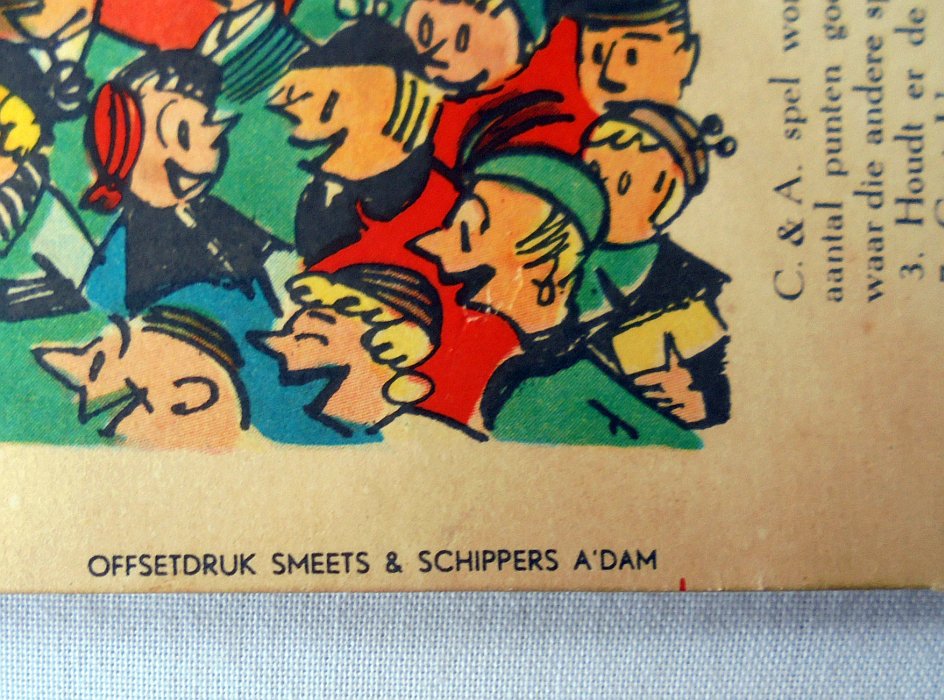 OFFSETDRUK SMEETS & SCHIPPERS A'DAM
C. & A. spel
aantal punten
waar die andere
3. Houdt er de